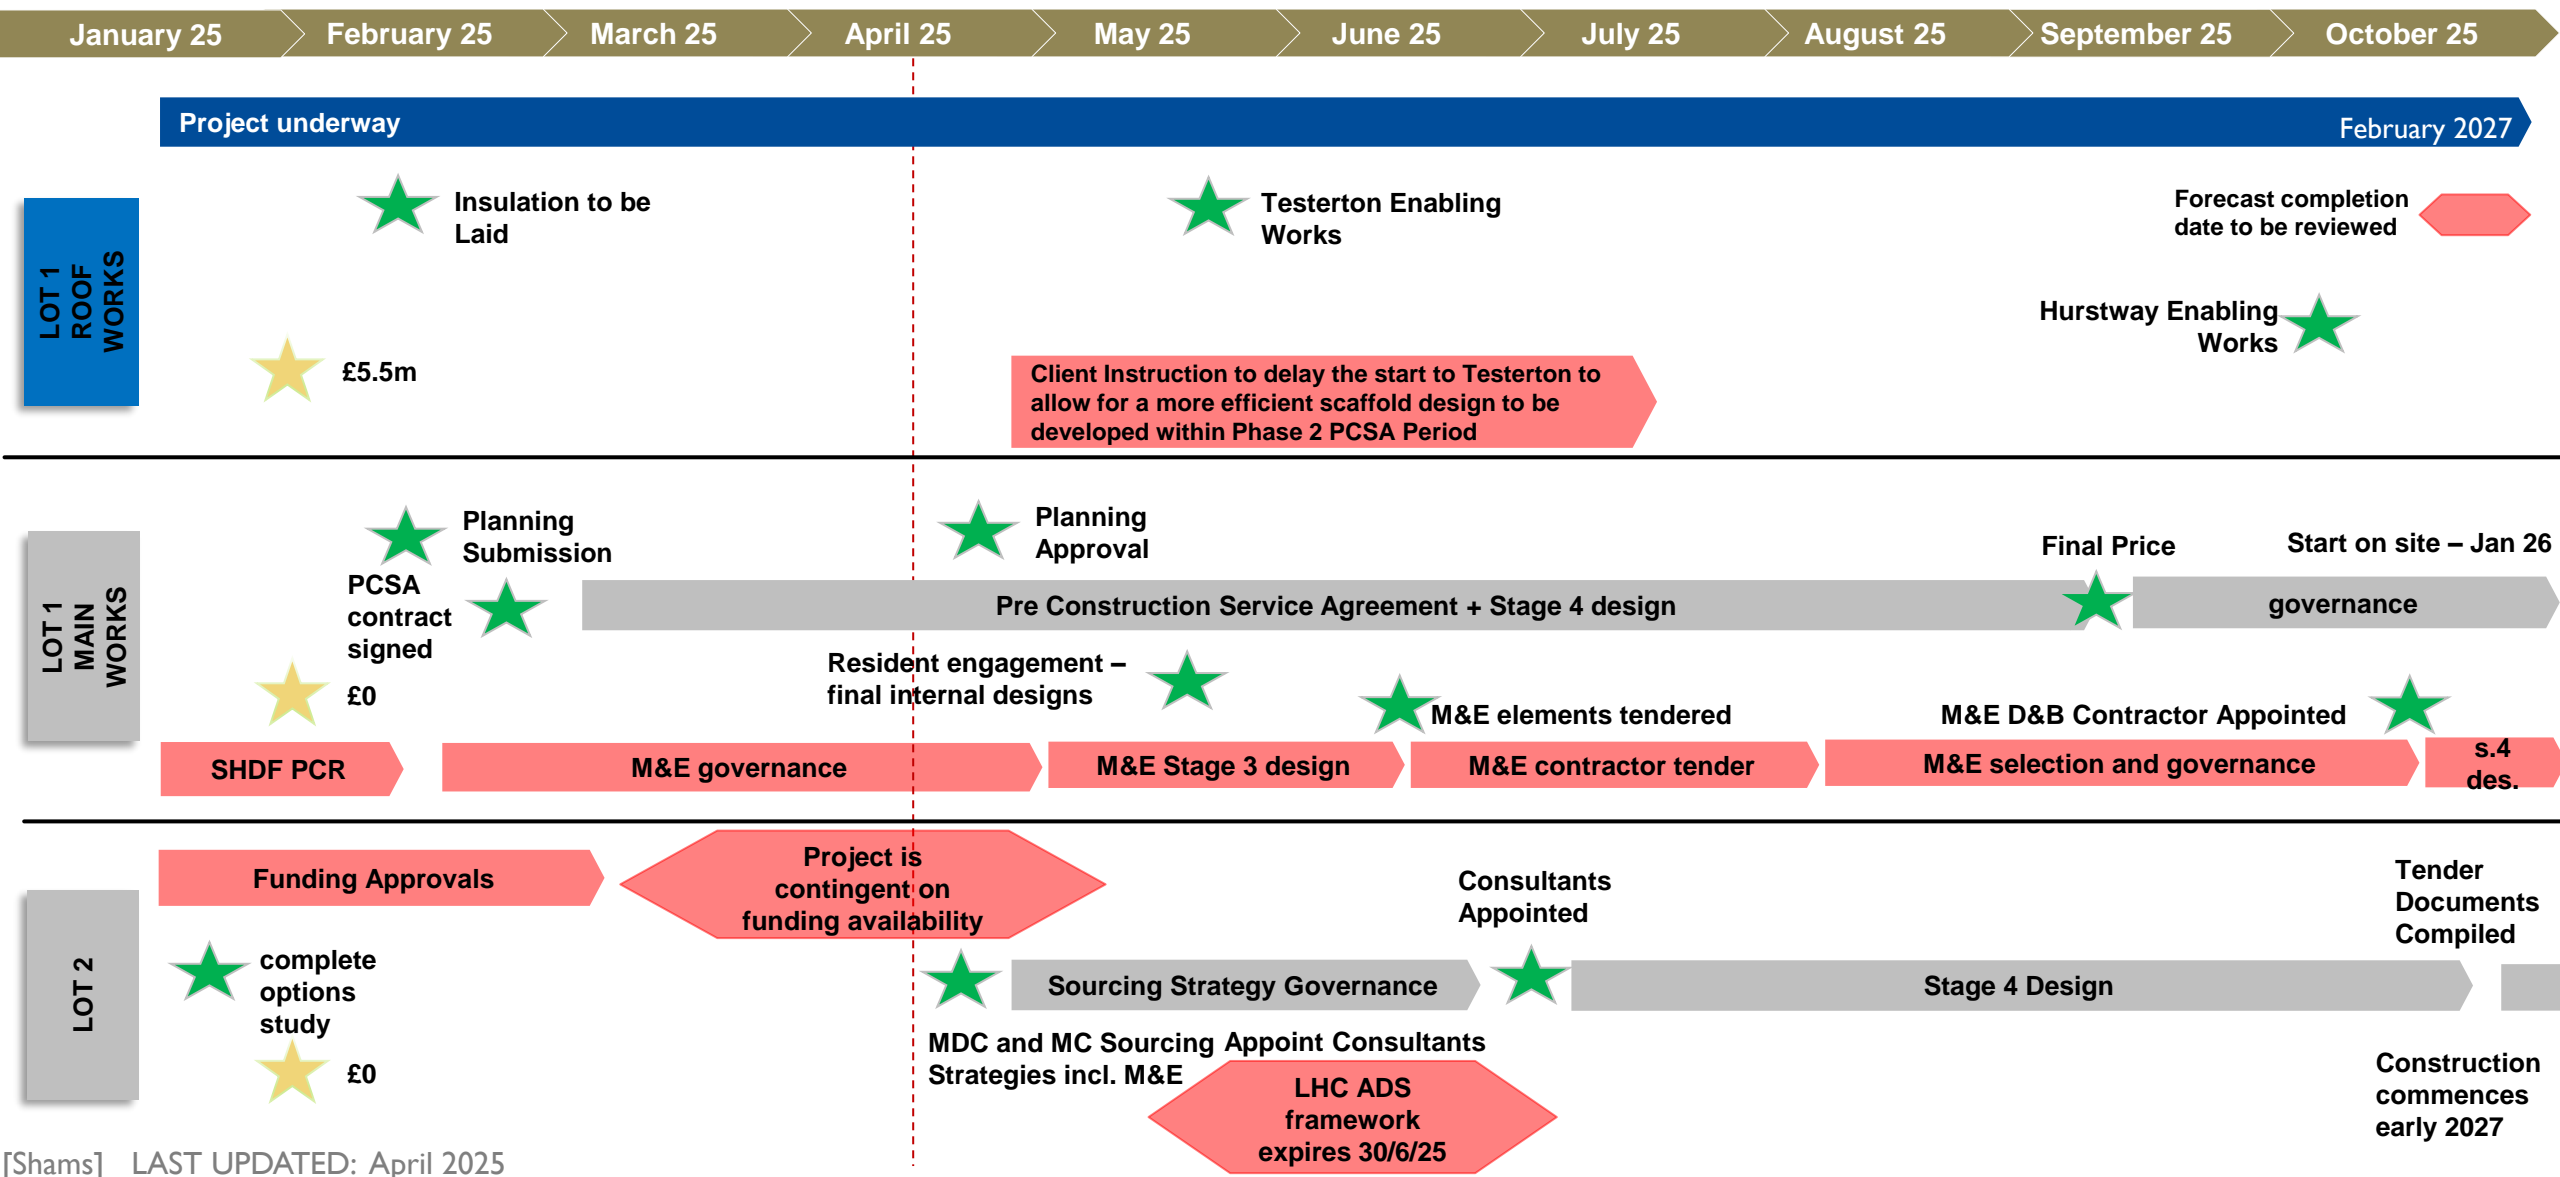 January 25
February 25
March 25
April 25
May 25
June 25
July 25
August 25
September 25
October 25
Project underway
February 2027
LOT 1
ROOF
WORKS
Insulation to be
Laid
Testerton Enabling
Works
Forecast completion
date to be reviewed
Hurstway Enabling
Works
£5.5m
Client Instruction to delay the start to Testerton to
allow for a more efficient scaffold design to be
developed within Phase 2 PCSA Period
LOT 1
MAIN
WORKS
Planning
Submission
Planning
Approval
Final Price
Start on site – Jan 26
PCSA
contract
signed
Pre Construction Service Agreement + Stage 4 design
governance
Resident engagement –
final internal designs
£0
M&E elements tendered
M&E D&B Contractor Appointed
SHDF PCR
M&E governance
M&E Stage 3 design
M&E contractor tender
M&E selection and governance
s.4
des.
LOT 2
Funding Approvals
Project is
contingent on
funding availability
Consultants
Appointed
Tender
Documents
Compiled
complete
options
study
Sourcing Strategy Governance
Stage 4 Design
£0
MDC and MC Sourcing
Strategies incl. M&E
Appoint Consultants
LHC ADS
framework
expires 30/6/25
Construction
commences
early 2027
[Shams] LAST UPDATED: April 2025